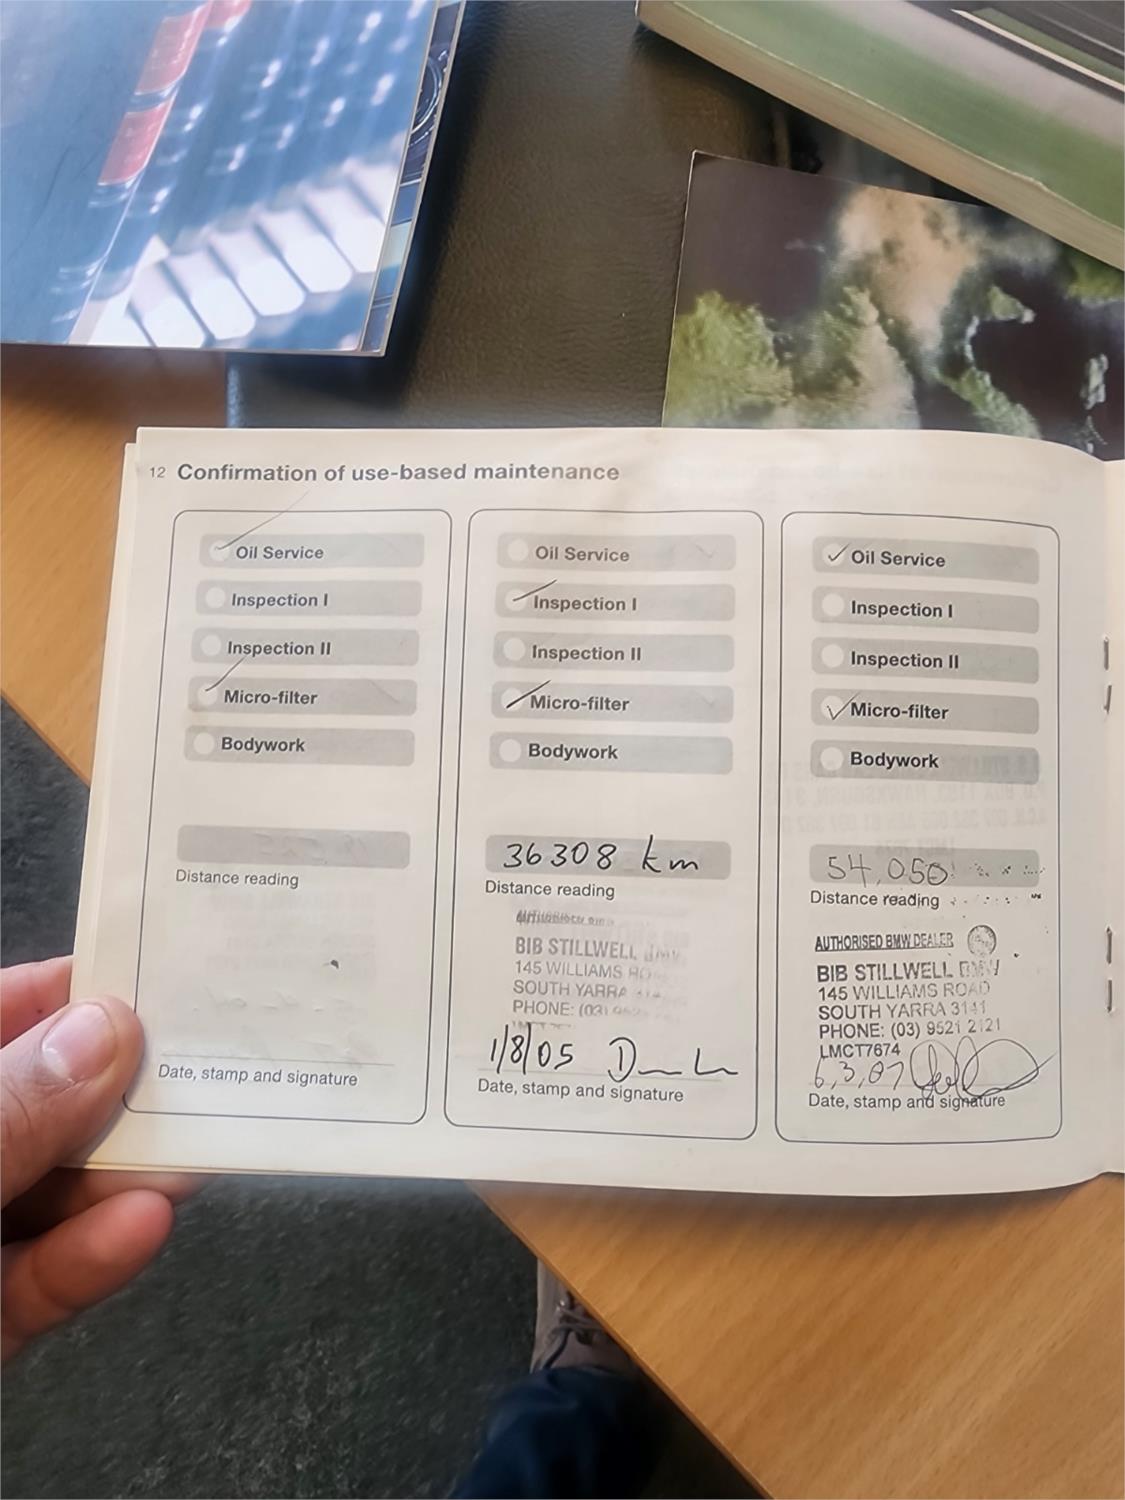 12 Confirmation of use-based maintenance
Oil Service
Inspection I
Inspection II
Micro-filter
Bodywork
Distance reading
Date, stamp and signature
Oil Service
Inspection I
Inspection II
Micro-filter
Bodywork
36308 km
Distance reading
BIB STILLWELL BMW
145 WILLIAMS
SOUTH YARRA
PHONE: (03)
1/8/05
Date, stamp and signature
Oil Service
Inspection I
Inspection II
Micro-filter
Bodywork
54,050
Distance reading
AUTHORISED BMW DEALER
BIB STILLWELL BMW
145 WILLIAMS ROAD
SOUTH YARRA 3141
PHONE: (03) 9521 2121
LMCT7674
6,3,07
Date, stamp and signature